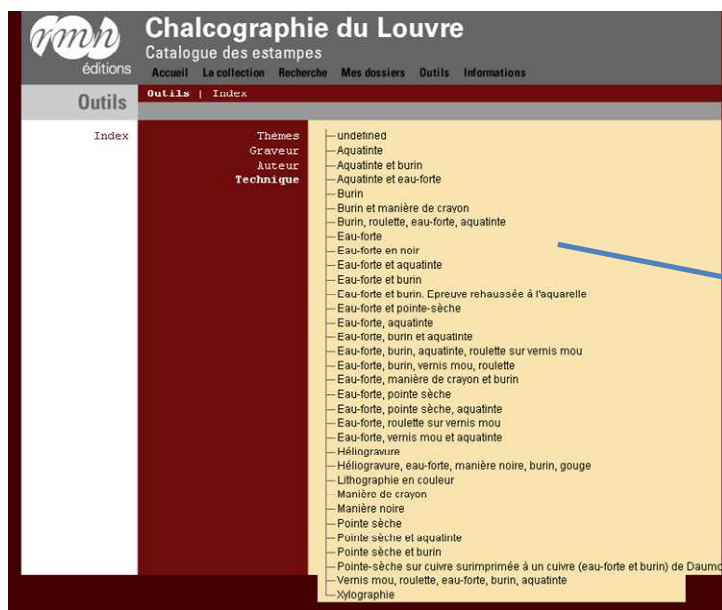 rmn
éditions
Chalcographie du Louvre
Catalogue des estampes
Accueil La collection Recherche Mes dossiers Outils Informations
Outils
Outils | Index
Index
Thèmes
Graveur
Auteur
Technique
undefined
Aquatinte
Aquatinte et burin
Aquatinte et eau-forte
Burin
Burin et manière de crayon
Burin, roulette, eau-forte, aquatinte
Eau-forte
Eau-forte en noir
Eau-forte et aquatinte
Eau-forte et burin
Eau-forte et burin. Epreuve rehaussée à l'aquarelle
Eau-forte et pointe-sèche
Eau-forte, aquatinte
Eau-forte, burin et aquatinte
Eau-forte, burin, aquatinte, roulette sur vernis mou
Eau-forte, burin, vernis mou, roulette
Eau-forte, manière de crayon et burin
Eau-forte, pointe sèche
Eau-forte, pointe sèche, aquatinte
Eau-forte, roulette sur vernis mou
Eau-forte, vernis mou et aquatinte
Héliogravure
Héliogravure, eau-forte, manière noire, burin, gouge
Lithographie en couleur
Manière de crayon
Manière noire
Pointe sèche
Pointe sèche et aquatinte
Pointe sèche et burin
Pointe-sèche sur cuivre surimprimée à un cuivre (eau-forte et burin) de Daumo
Vernis mou, roulette, eau-forte, burin, aquatinte
Xylographie